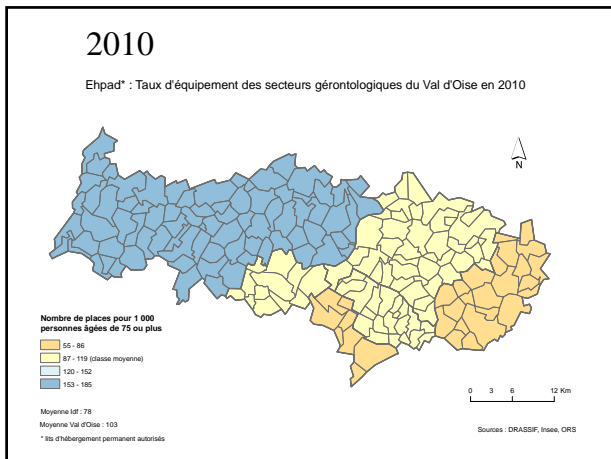 2010
Ehpad* : Taux d'équipement des secteurs gérontologiques du Val d'Oise en 2010
N
Nombre de places pour 1 000
personnes âgées de 75 ou plus
55 - 86
87 - 119 (classe moyenne)
120 - 152
153 - 185
0 3 6 12 Km
Moyenne Idf : 78
Moyenne Val d'Oise : 103
* lits d'hébergement permanent autorisés
Sources : DRASSIF, Insee, ORS